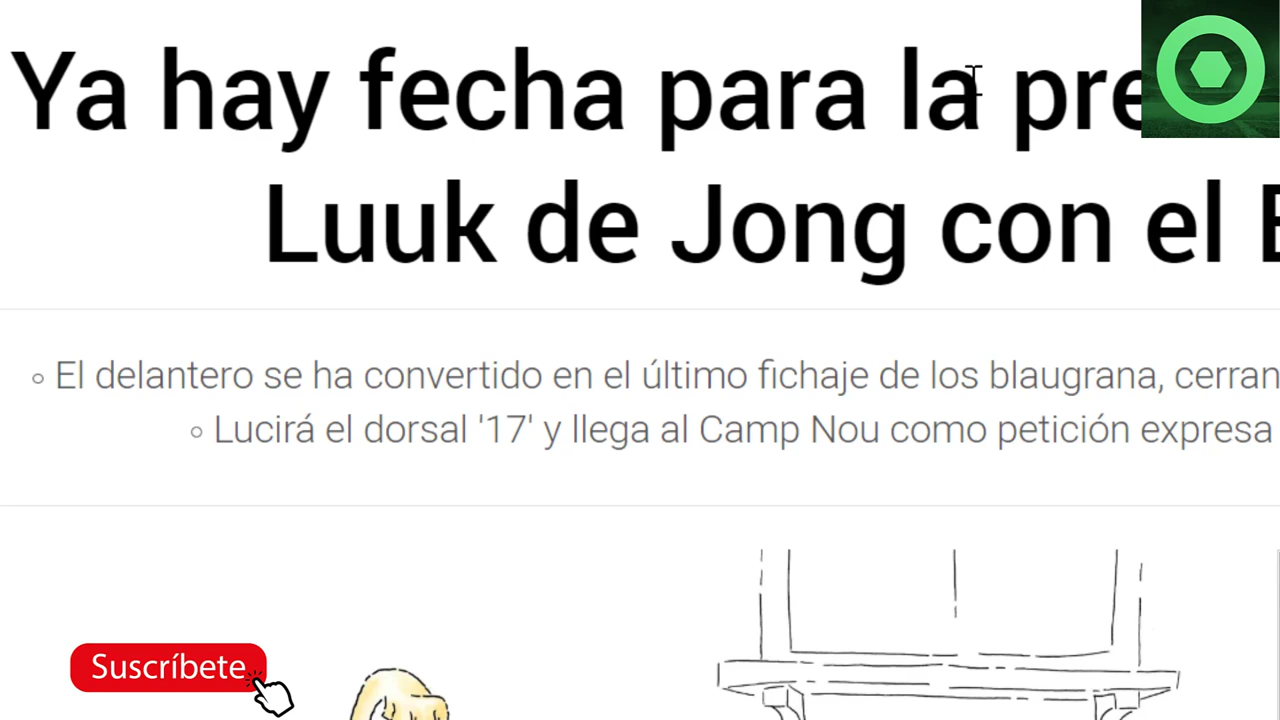 Ya hay fecha para la pre
Luuk de Jong con el
El delantero se ha convertido en el último fichaje de los blaugrana, cerran
Lucirá el dorsal '17' y llega al Camp Nou como petición expresa
Suscríbete